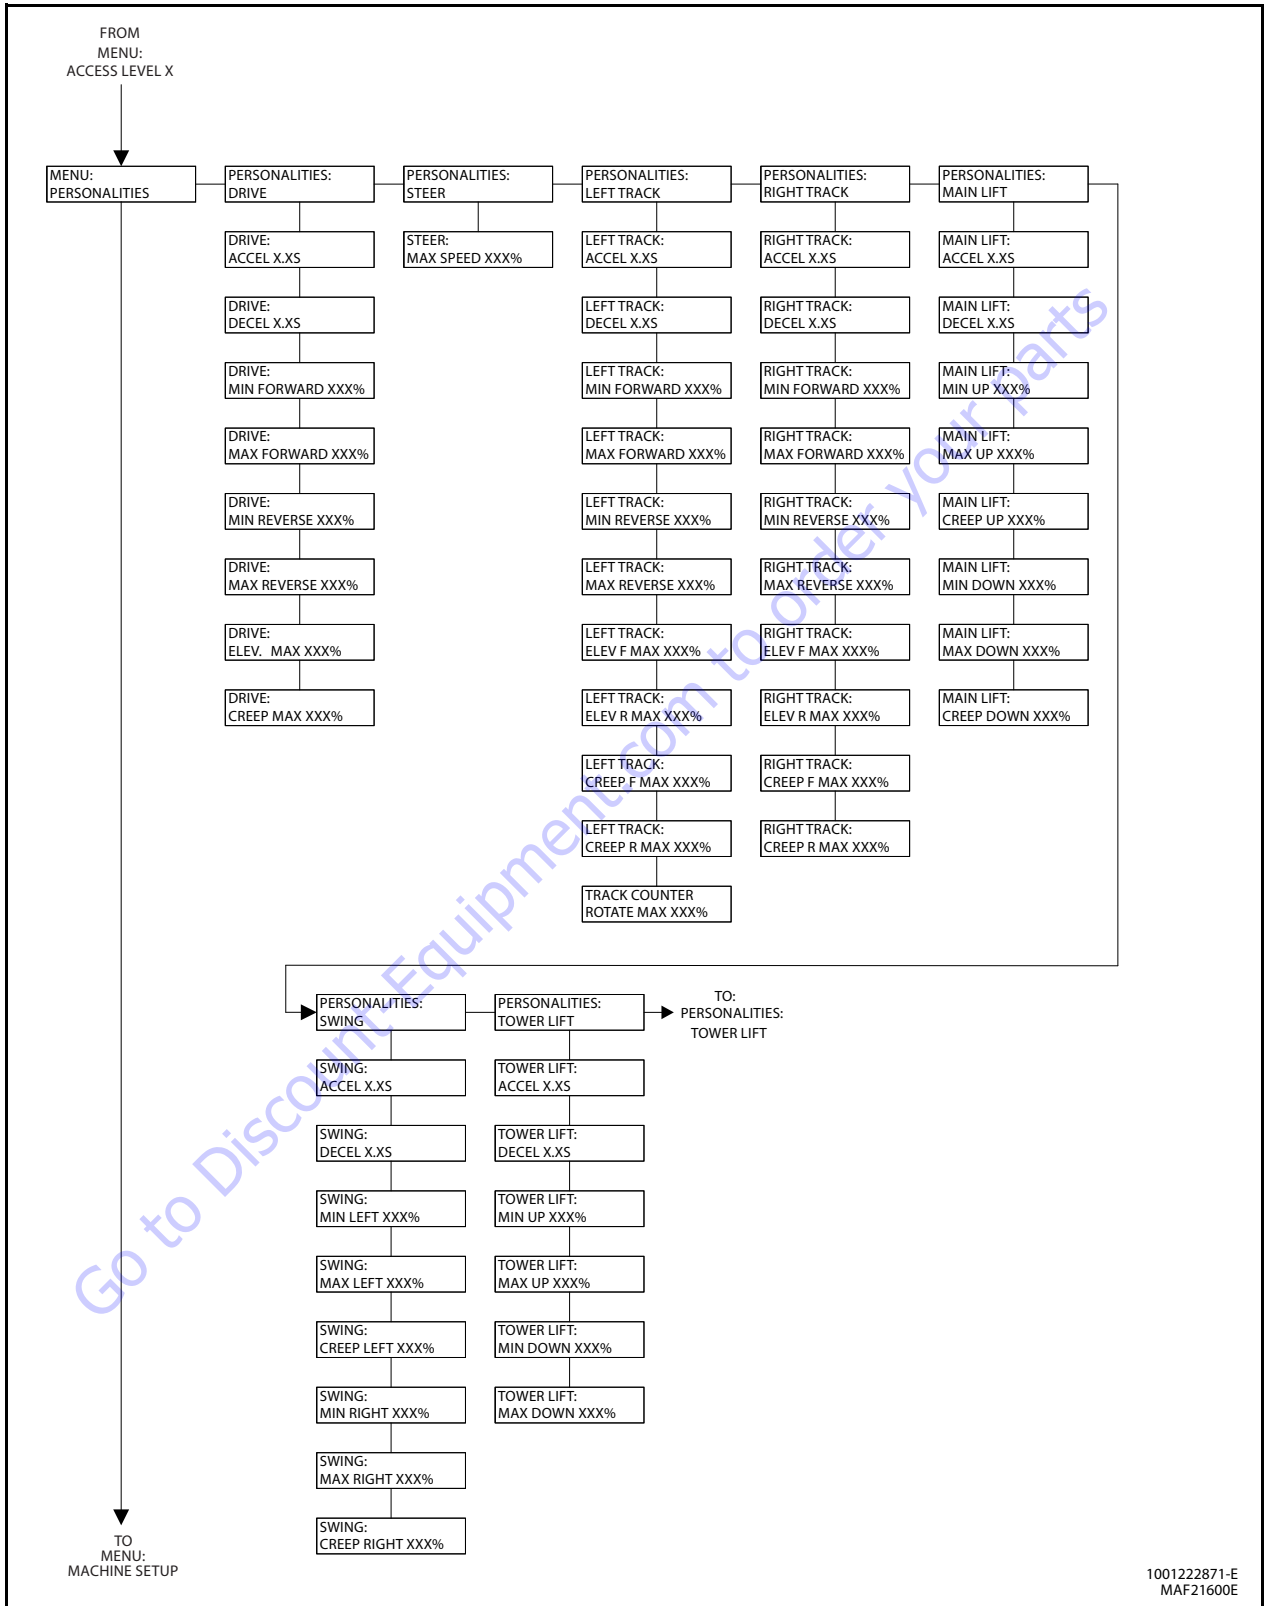 FROM
MENU:
ACCESS LEVEL X
MENU:
PERSONALITIES
PERSONALITIES:
DRIVE
DRIVE:
ACCEL X.XS
DRIVE:
DECEL X.XS
DRIVE:
MIN FORWARD XXX%
DRIVE:
MAX FORWARD XXX%
DRIVE:
MIN REVERSE XXX%
DRIVE:
MAX REVERSE XXX%
DRIVE:
ELEV. MAX XXX%
DRIVE:
CREEP MAX XXX%
PERSONALITIES:
STEER
STEER:
MAX SPEED XXX%
PERSONALITIES:
LEFT TRACK
LEFT TRACK:
ACCEL X.XS
LEFT TRACK:
DECEL X.XS
LEFT TRACK:
MIN FORWARD XXX%
LEFT TRACK:
MAX FORWARD XXX%
LEFT TRACK:
MIN REVERSE XXX%
LEFT TRACK:
MAX REVERSE XXX%
LEFT TRACK:
ELEV F MAX XXX%
LEFT TRACK:
ELEV R MAX XXX%
LEFT TRACK:
CREEP F MAX XXX%
LEFT TRACK:
CREEP R MAX XXX%
TRACK COUNTER
ROTATE MAX XXX%
PERSONALITIES:
RIGHT TRACK
RIGHT TRACK:
ACCEL X.XS
RIGHT TRACK:
DECEL X.XS
RIGHT TRACK:
MIN FORWARD XXX%
RIGHT TRACK:
MAX FORWARD XXX%
RIGHT TRACK:
MIN REVERSE XXX%
RIGHT TRACK:
MAX REVERSE XXX%
RIGHT TRACK:
ELEV F MAX XXX%
RIGHT TRACK:
ELEV R MAX XXX%
RIGHT TRACK:
CREEP F MAX XXX%
RIGHT TRACK:
CREEP R MAX XXX%
PERSONALITIES:
MAIN LIFT
MAIN LIFT:
ACCEL X.XS
MAIN LIFT:
DECEL X.XS
MAIN LIFT:
MIN UP XXX%
MAIN LIFT:
MAX UP XXX%
MAIN LIFT:
CREEP UP XXX%
MAIN LIFT:
MIN DOWN XXX%
MAIN LIFT:
MAX DOWN XXX%
MAIN LIFT:
CREEP DOWN XXX%
PERSONALITIES:
SWING
SWING:
ACCEL X.XS
SWING:
DECEL X.XS
SWING:
MIN LEFT XXX%
SWING:
MAX LEFT XXX%
SWING:
CREEP LEFT XXX%
SWING:
MIN RIGHT XXX%
SWING:
MAX RIGHT XXX%
SWING:
CREEP RIGHT XXX%
PERSONALITIES:
TOWER LIFT
TOWER LIFT:
ACCEL X.XS
TOWER LIFT:
DECEL X.XS
TOWER LIFT:
MIN UP XXX%
TOWER LIFT:
MAX UP XXX%
TOWER LIFT:
MIN DOWN XXX%
TOWER LIFT:
MAX DOWN XXX%
TO:
PERSONALITIES:
TOWER LIFT
TO
MENU:
MACHINE SETUP
1001222871-E
MAF21600E
Go to Discount-Equipment.com to order your parts